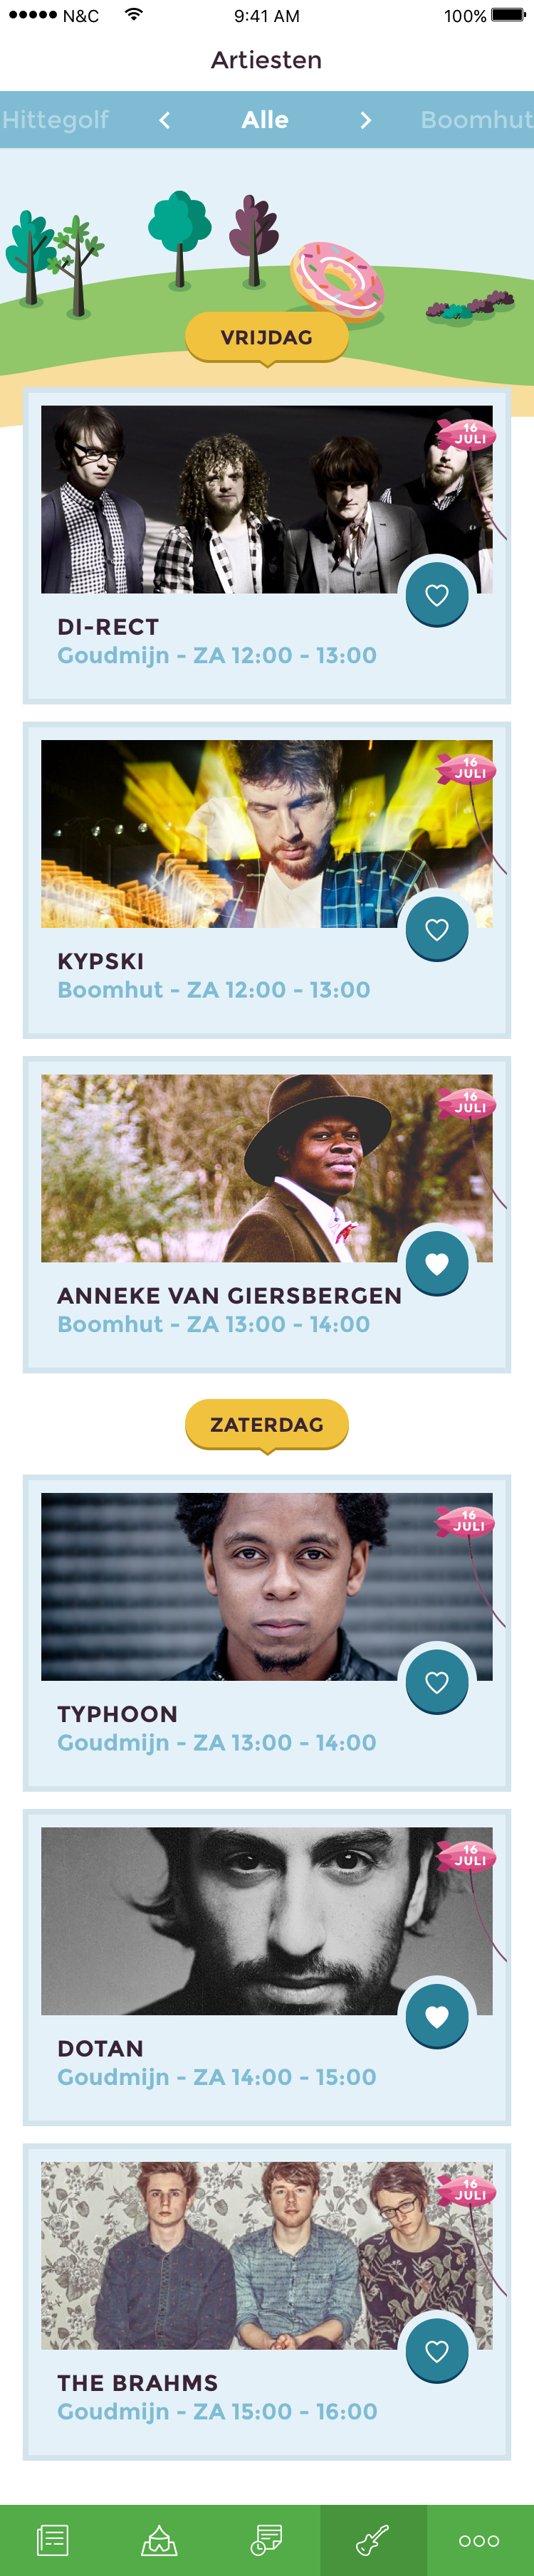 N&C 9:41 AM 100%
Artiesten
Hittegolf Alle Boomhut
VRIJDAG
16
JULI
DI-RECT
Goudmijn - ZA 12:00 - 13:00
16
JULI
KYPSKI
Boomhut - ZA 12:00 - 13:00
16
JULI
ANNEKE VAN GIERSBERGEN
Boomhut - ZA 13:00 - 14:00
ZATERDAG
16
JULI
TYPHOON
Goudmijn - ZA 13:00 - 14:00
16
JULI
DOTAN
Goudmijn - ZA 14:00 - 15:00
16
JULI
THE BRAHMS
Goudmijn - ZA 15:00 - 16:00